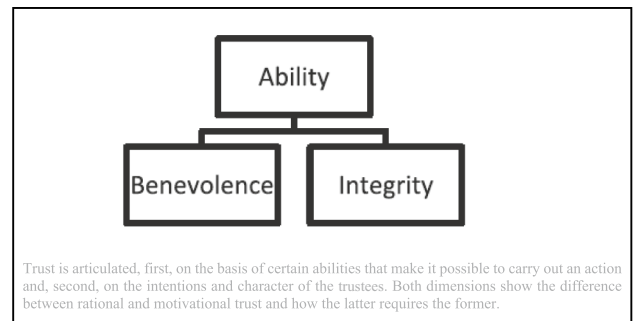 Ability
Benevolence Integrity
Trust is articulated, first, on the basis of certain abilities that make it possible to carry out an action
and, second, on the intentions and character of the trustees. Both dimensions show the difference
between rational and motivational trust and how the latter requires the former.